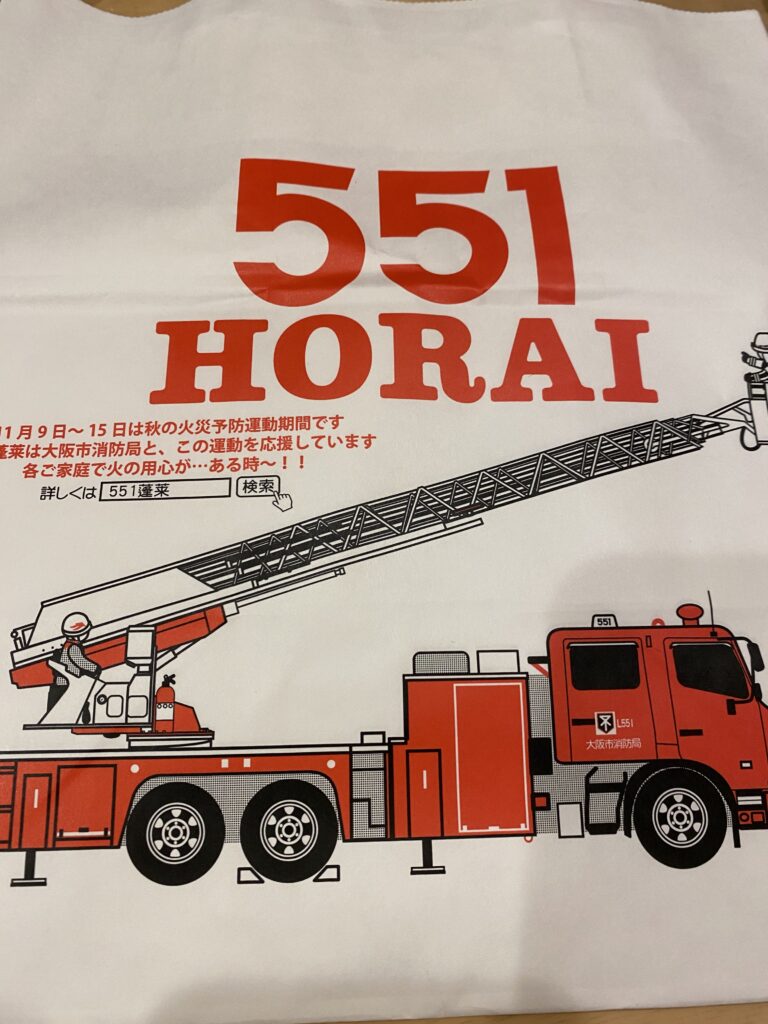 551
HORAI
11月9日〜15日は秋の火災予防運動期間です
蓬莱は大阪市消防局と、この運動を応援しています
各ご家庭で火の用心が…ある時〜！！
詳しくは 551蓬莱 検索
551
L551
大阪市消防局